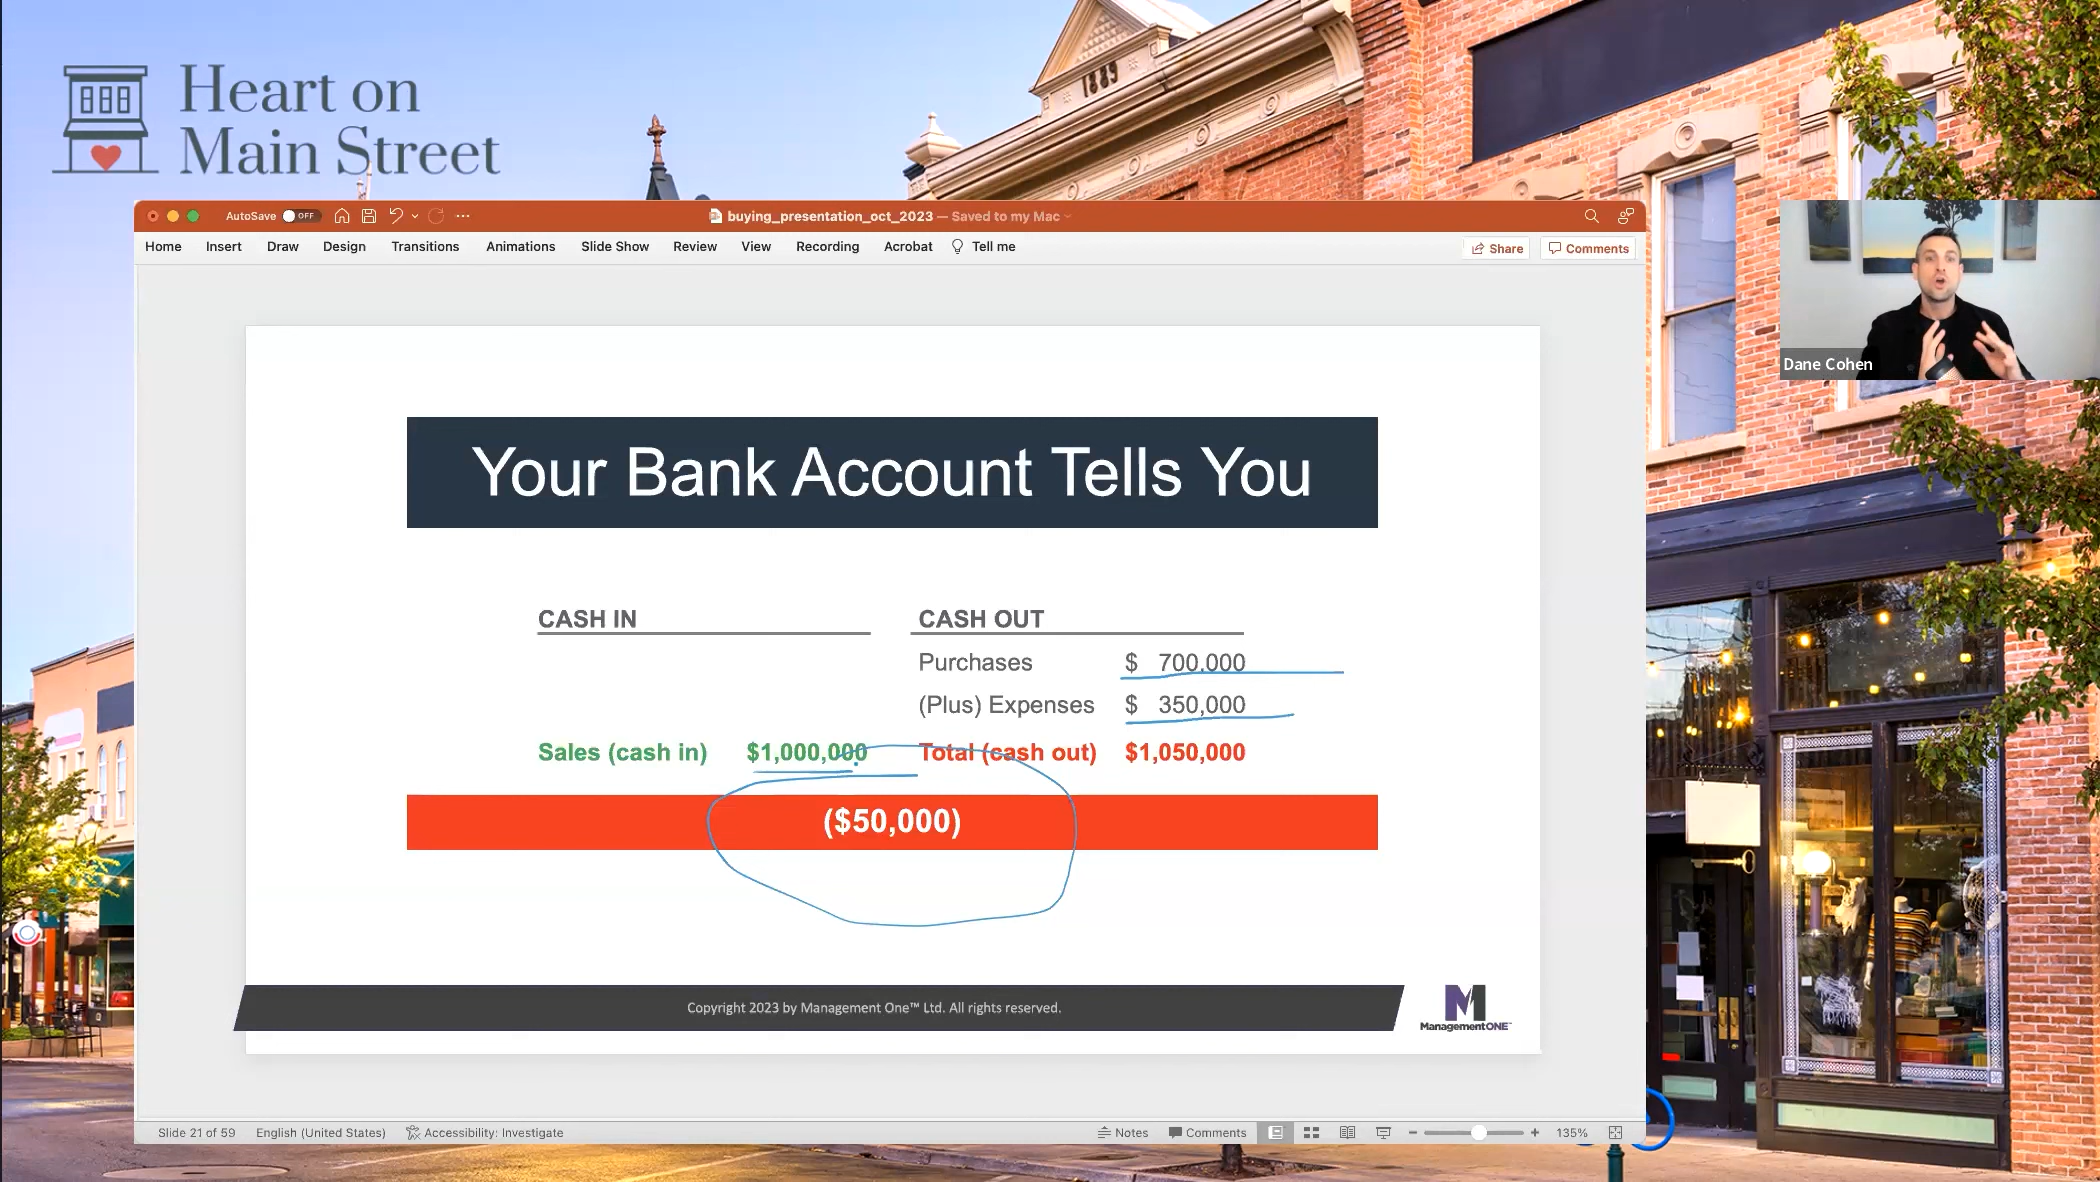 Heart on
Main Street
1889
AutoSave OFF
buying_presentation_oct_2023 — Saved to my Mac
Home Insert Draw Design Transitions Animations Slide Show Review View Recording Acrobat Tell me Share Comments
Dane Cohen
Your Bank Account Tells You
CASH IN CASH OUT
Purchases $ 700,000
(Plus) Expenses $ 350,000
Sales (cash in) $1,000,000 Total (cash out) $1,050,000
($50,000)
Copyright 2023 by Management One™ Ltd. All rights reserved.
M
ManagementONE™
Slide 21 of 59 English (United States) Accessibility: Investigate Notes Comments 135%